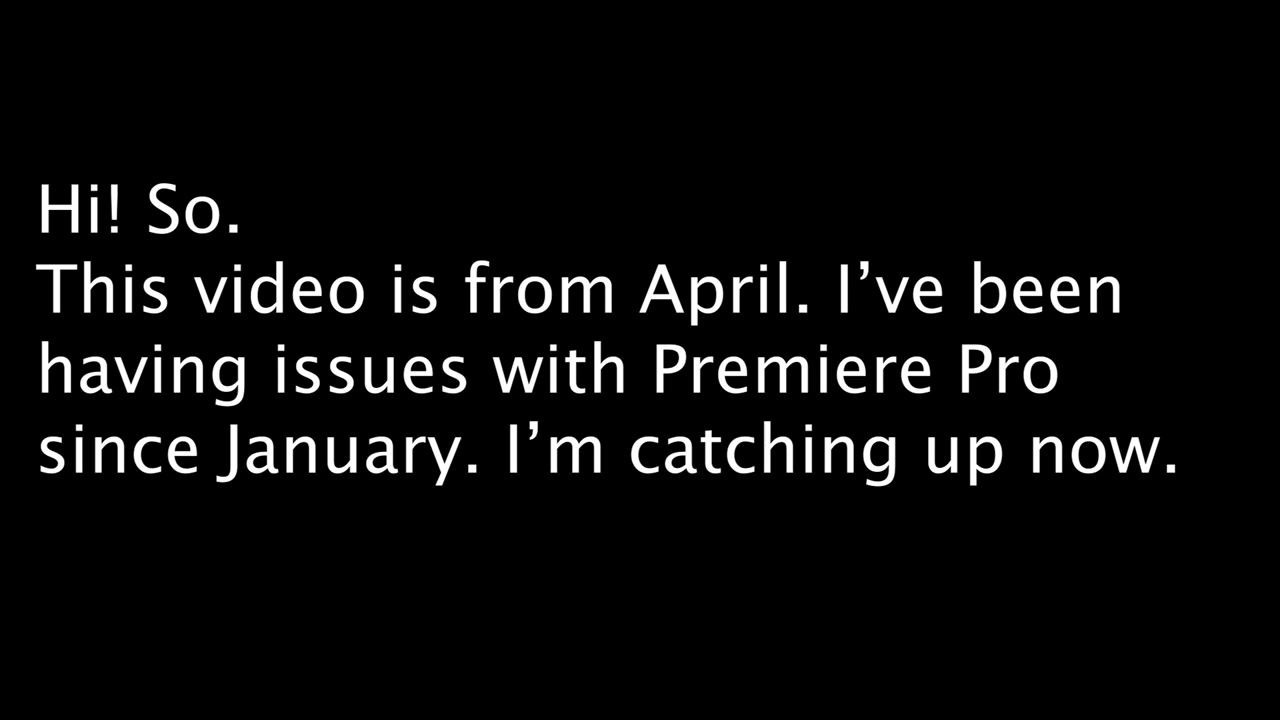 Hi! So.
This video is from April. I’ve been
having issues with Premiere Pro
since January. I’m catching up now.